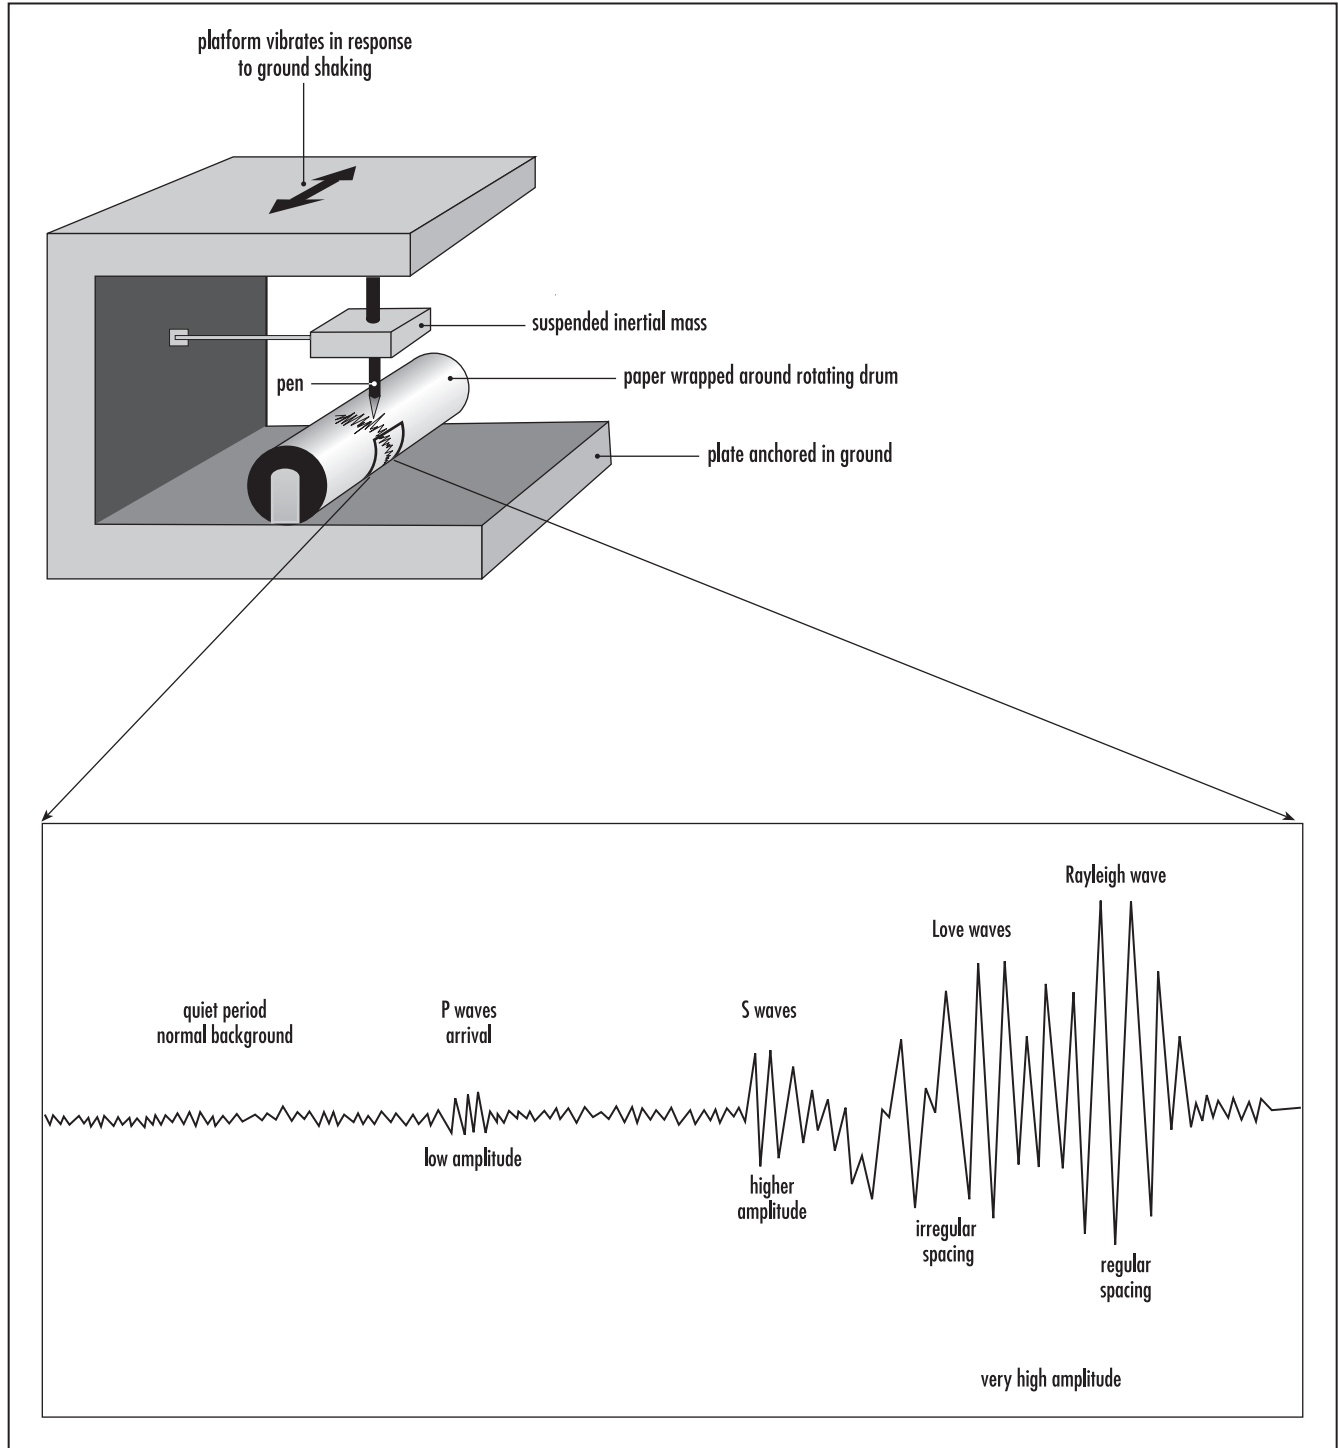 platform vibrates in response
to ground shaking
suspended inertial mass
pen
paper wrapped around rotating drum
plate anchored in ground
Rayleigh wave
Love waves
quiet period
normal background
P waves
arrival
S waves
low amplitude
higher
amplitude
irregular
spacing
regular
spacing
very high amplitude